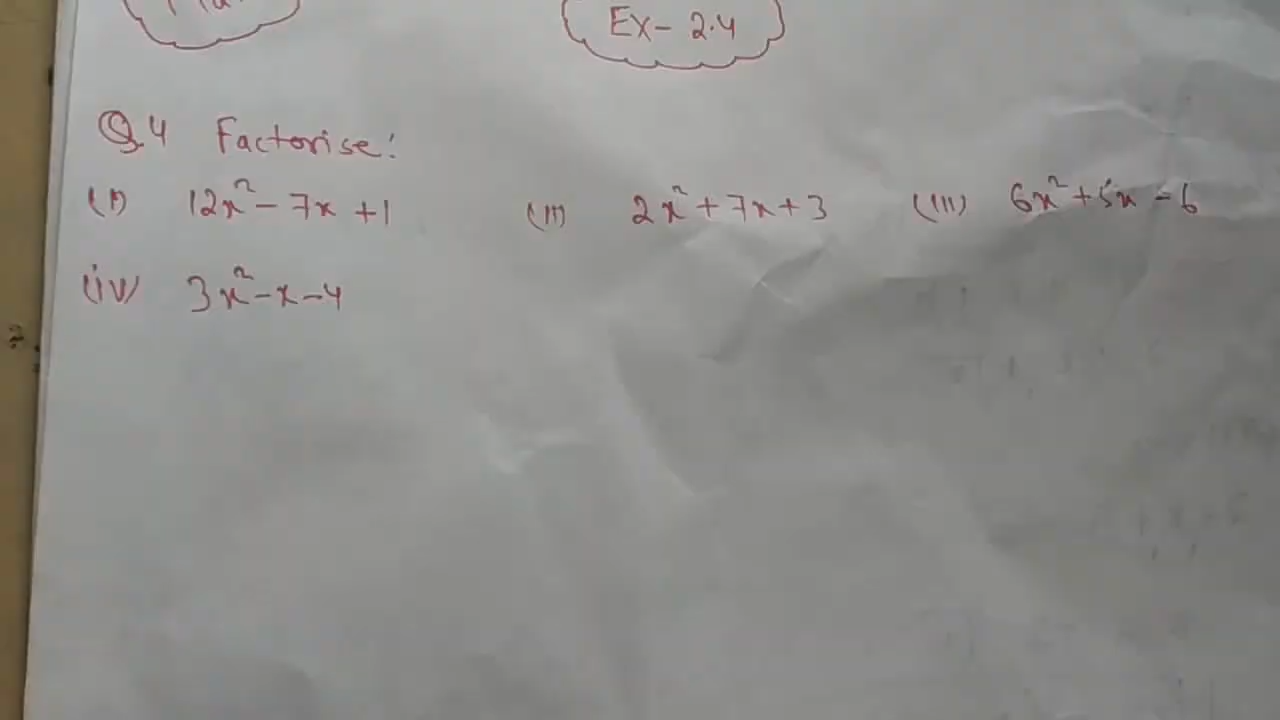 Ex- 2.4
Q.4 Factorise:
(i) 12x² - 7x +1 (ii) 2x² + 7x + 3 (iii) 6x² + 5x - 6
(iv) 3x² - x - 4